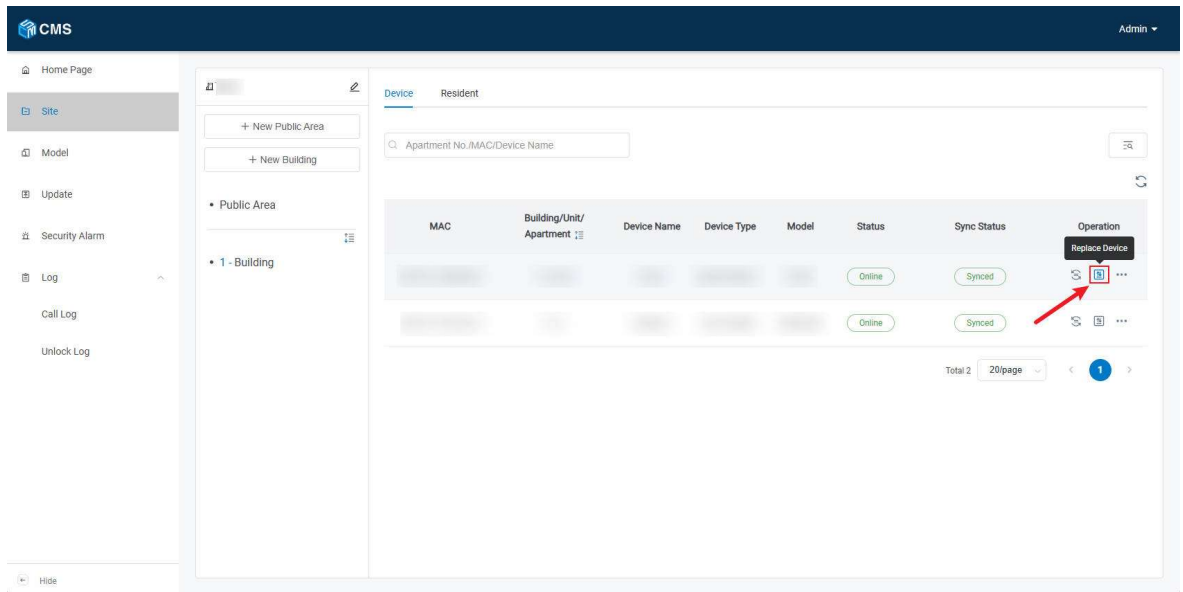 CMS
Admin
Home Page
Site
Model
Update
Security Alarm
Log
Call Log
Unlock Log
Hide
+ New Public Area
+ New Building
• Public Area
• 1 - Building
Device Resident
Apartment No./MAC/Device Name
MAC Building/Unit/ Apartment Device Name Device Type Model Status Sync Status Operation
Replace Device
Online Synced
Online Synced
Total 2 20/page 1